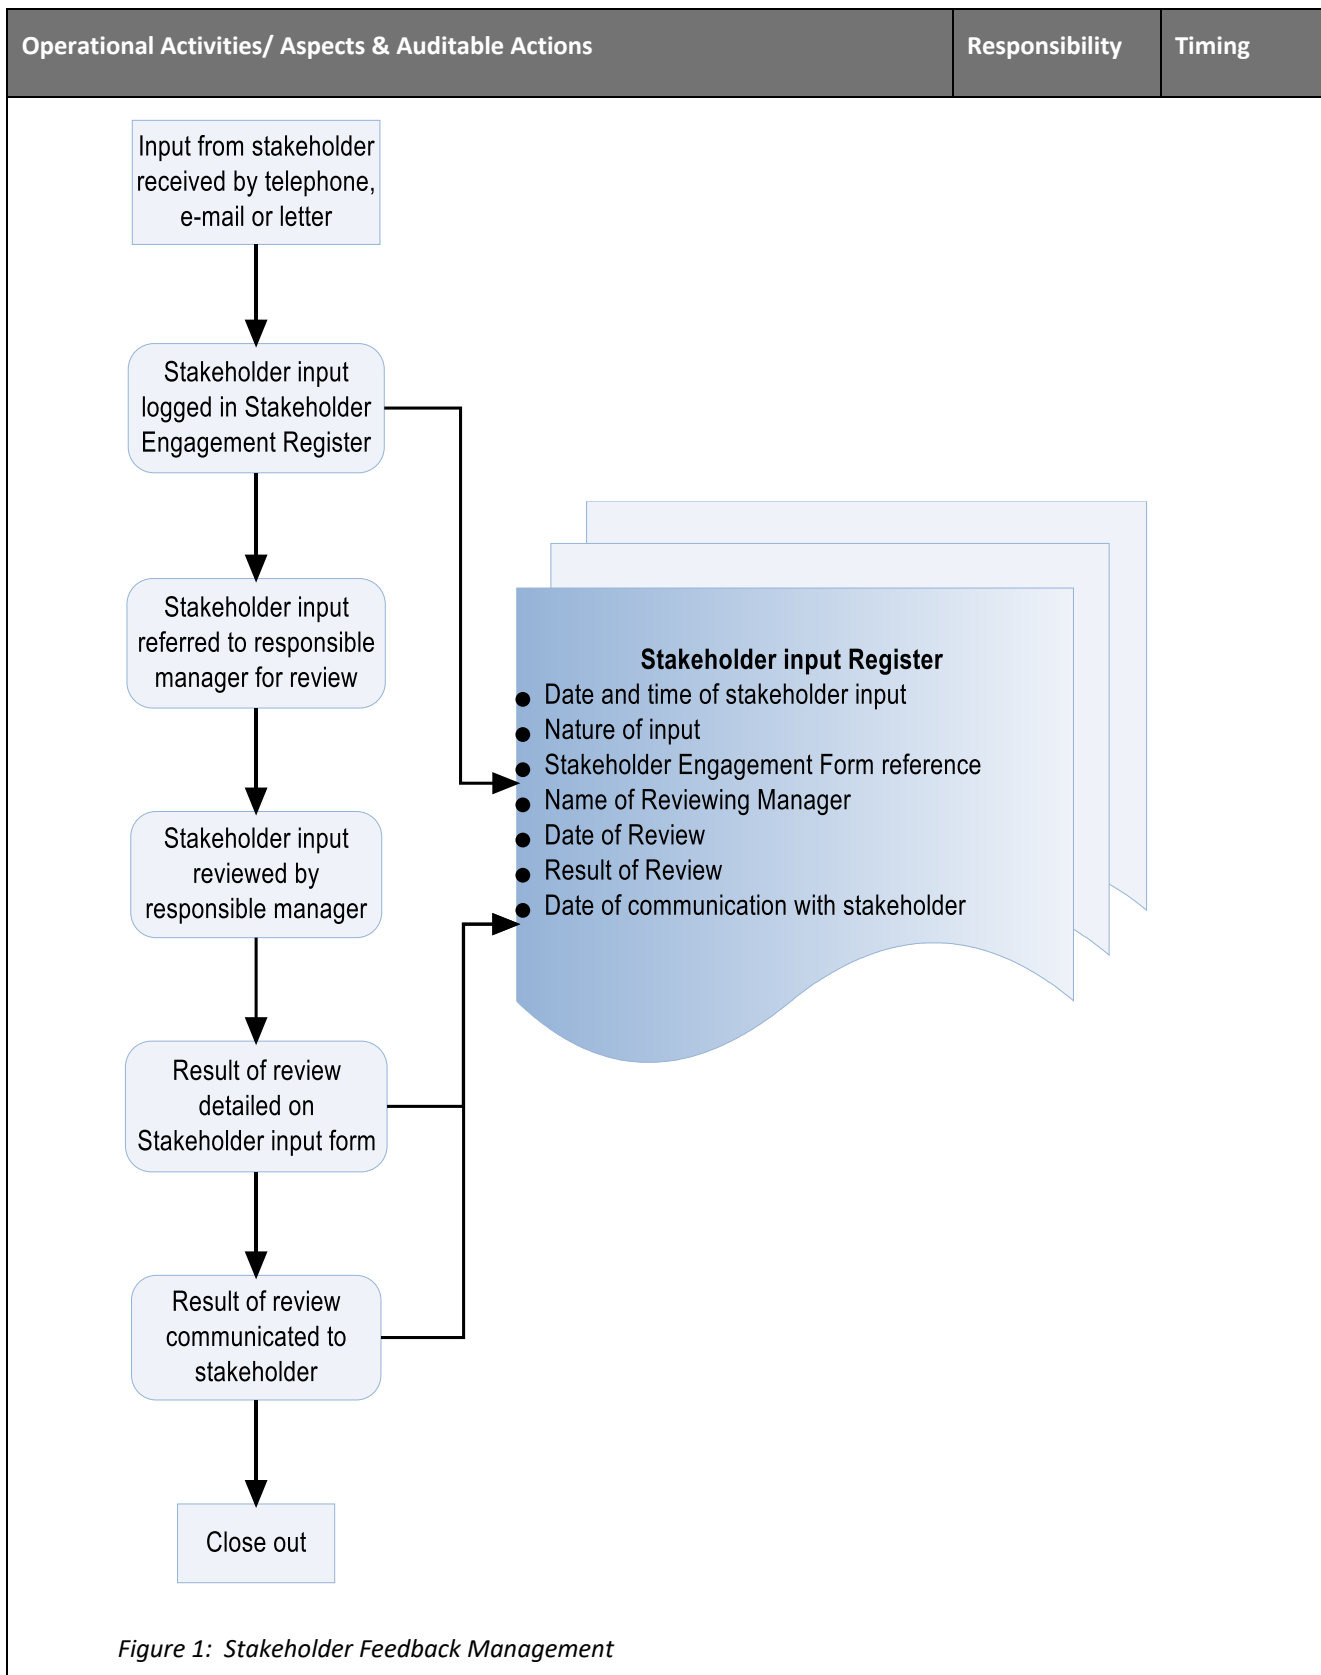 Operational Activities/ Aspects & Auditable Actions
Responsibility
Timing
Input from stakeholder
received by telephone,
e-mail or letter
Stakeholder input
logged in Stakeholder
Engagement Register
Stakeholder input
referred to responsible
manager for review
Stakeholder input
reviewed by
responsible manager
Result of review
detailed on
Stakeholder input form
Result of review
communicated to
stakeholder
Close out
Stakeholder input Register
● Date and time of stakeholder input
● Nature of input
● Stakeholder Engagement Form reference
● Name of Reviewing Manager
● Date of Review
● Result of Review
● Date of communication with stakeholder
Figure 1:  Stakeholder Feedback Management